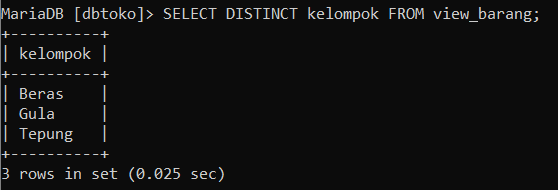 MariaDB [dbtoko]> SELECT DISTINCT kelompok FROM view_barang;
+----------+
| kelompok |
+----------+
| Beras    |
| Gula     |
| Tepung   |
+----------+
3 rows in set (0.025 sec)